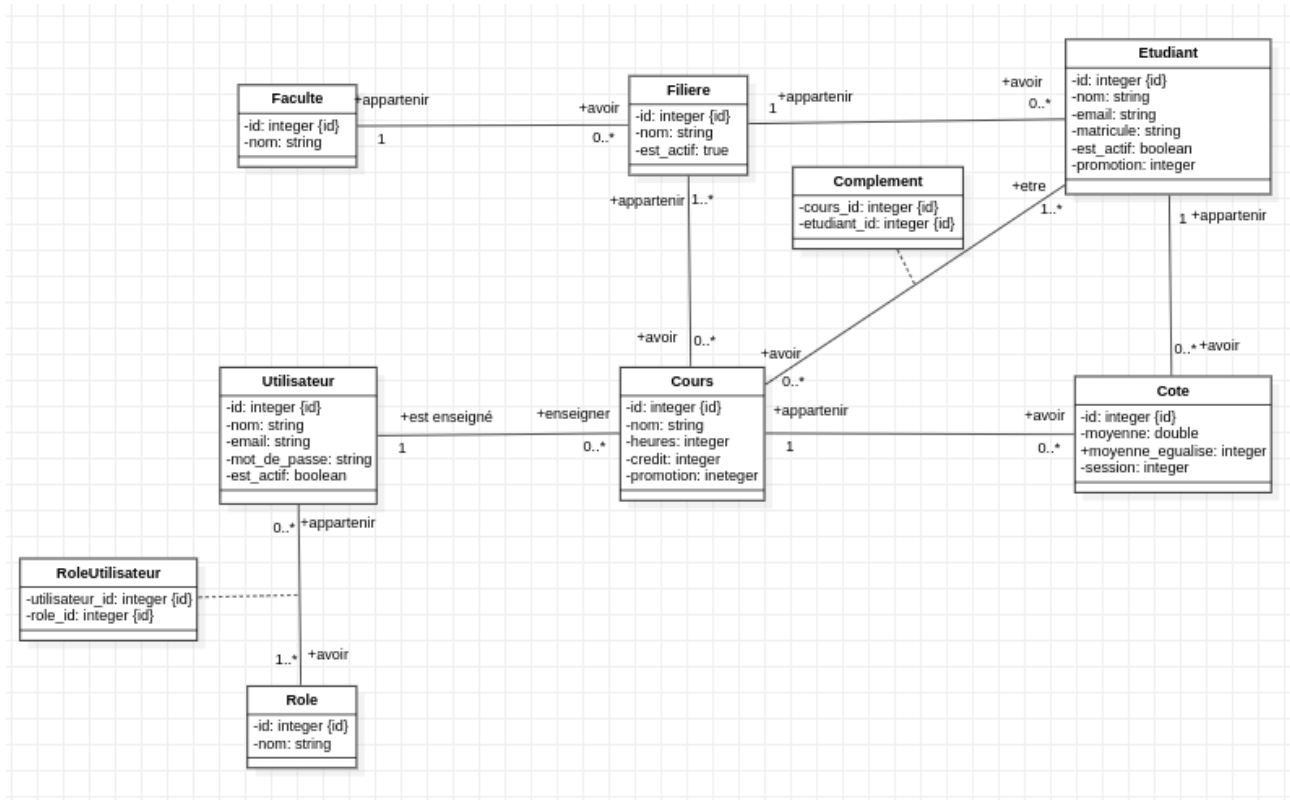 Faculte
-id: integer {id}
-nom: string
+appartenir
1
+avoir
0..*
Filiere
-id: integer {id}
-nom: string
-est_actif: true
+appartenir
1
+avoir
0..*
Etudiant
-id: integer {id}
-nom: string
-email: string
-matricule: string
-est_actif: boolean
-promotion: integer
Complement
-cours_id: integer {id}
-etudiant_id: integer {id}
+etre
1..*
+appartenir
1..*
1
+appartenir
+avoir
0..*
+avoir
0..*
0..*
+avoir
Utilisateur
-id: integer {id}
-nom: string
-email: string
-mot_de_passe: string
-est_actif: boolean
+est enseigné
1
+enseigner
0..*
Cours
-id: integer {id}
-nom: string
-heures: integer
-credit: integer
-promotion: ineteger
+appartenir
1
+avoir
0..*
Cote
-id: integer {id}
-moyenne: double
+moyenne_egualise: integer
-session: integer
0..*
+appartenir
RoleUtilisateur
-utilisateur_id: integer {id}
-role_id: integer {id}
1..*
+avoir
Role
-id: integer {id}
-nom: string